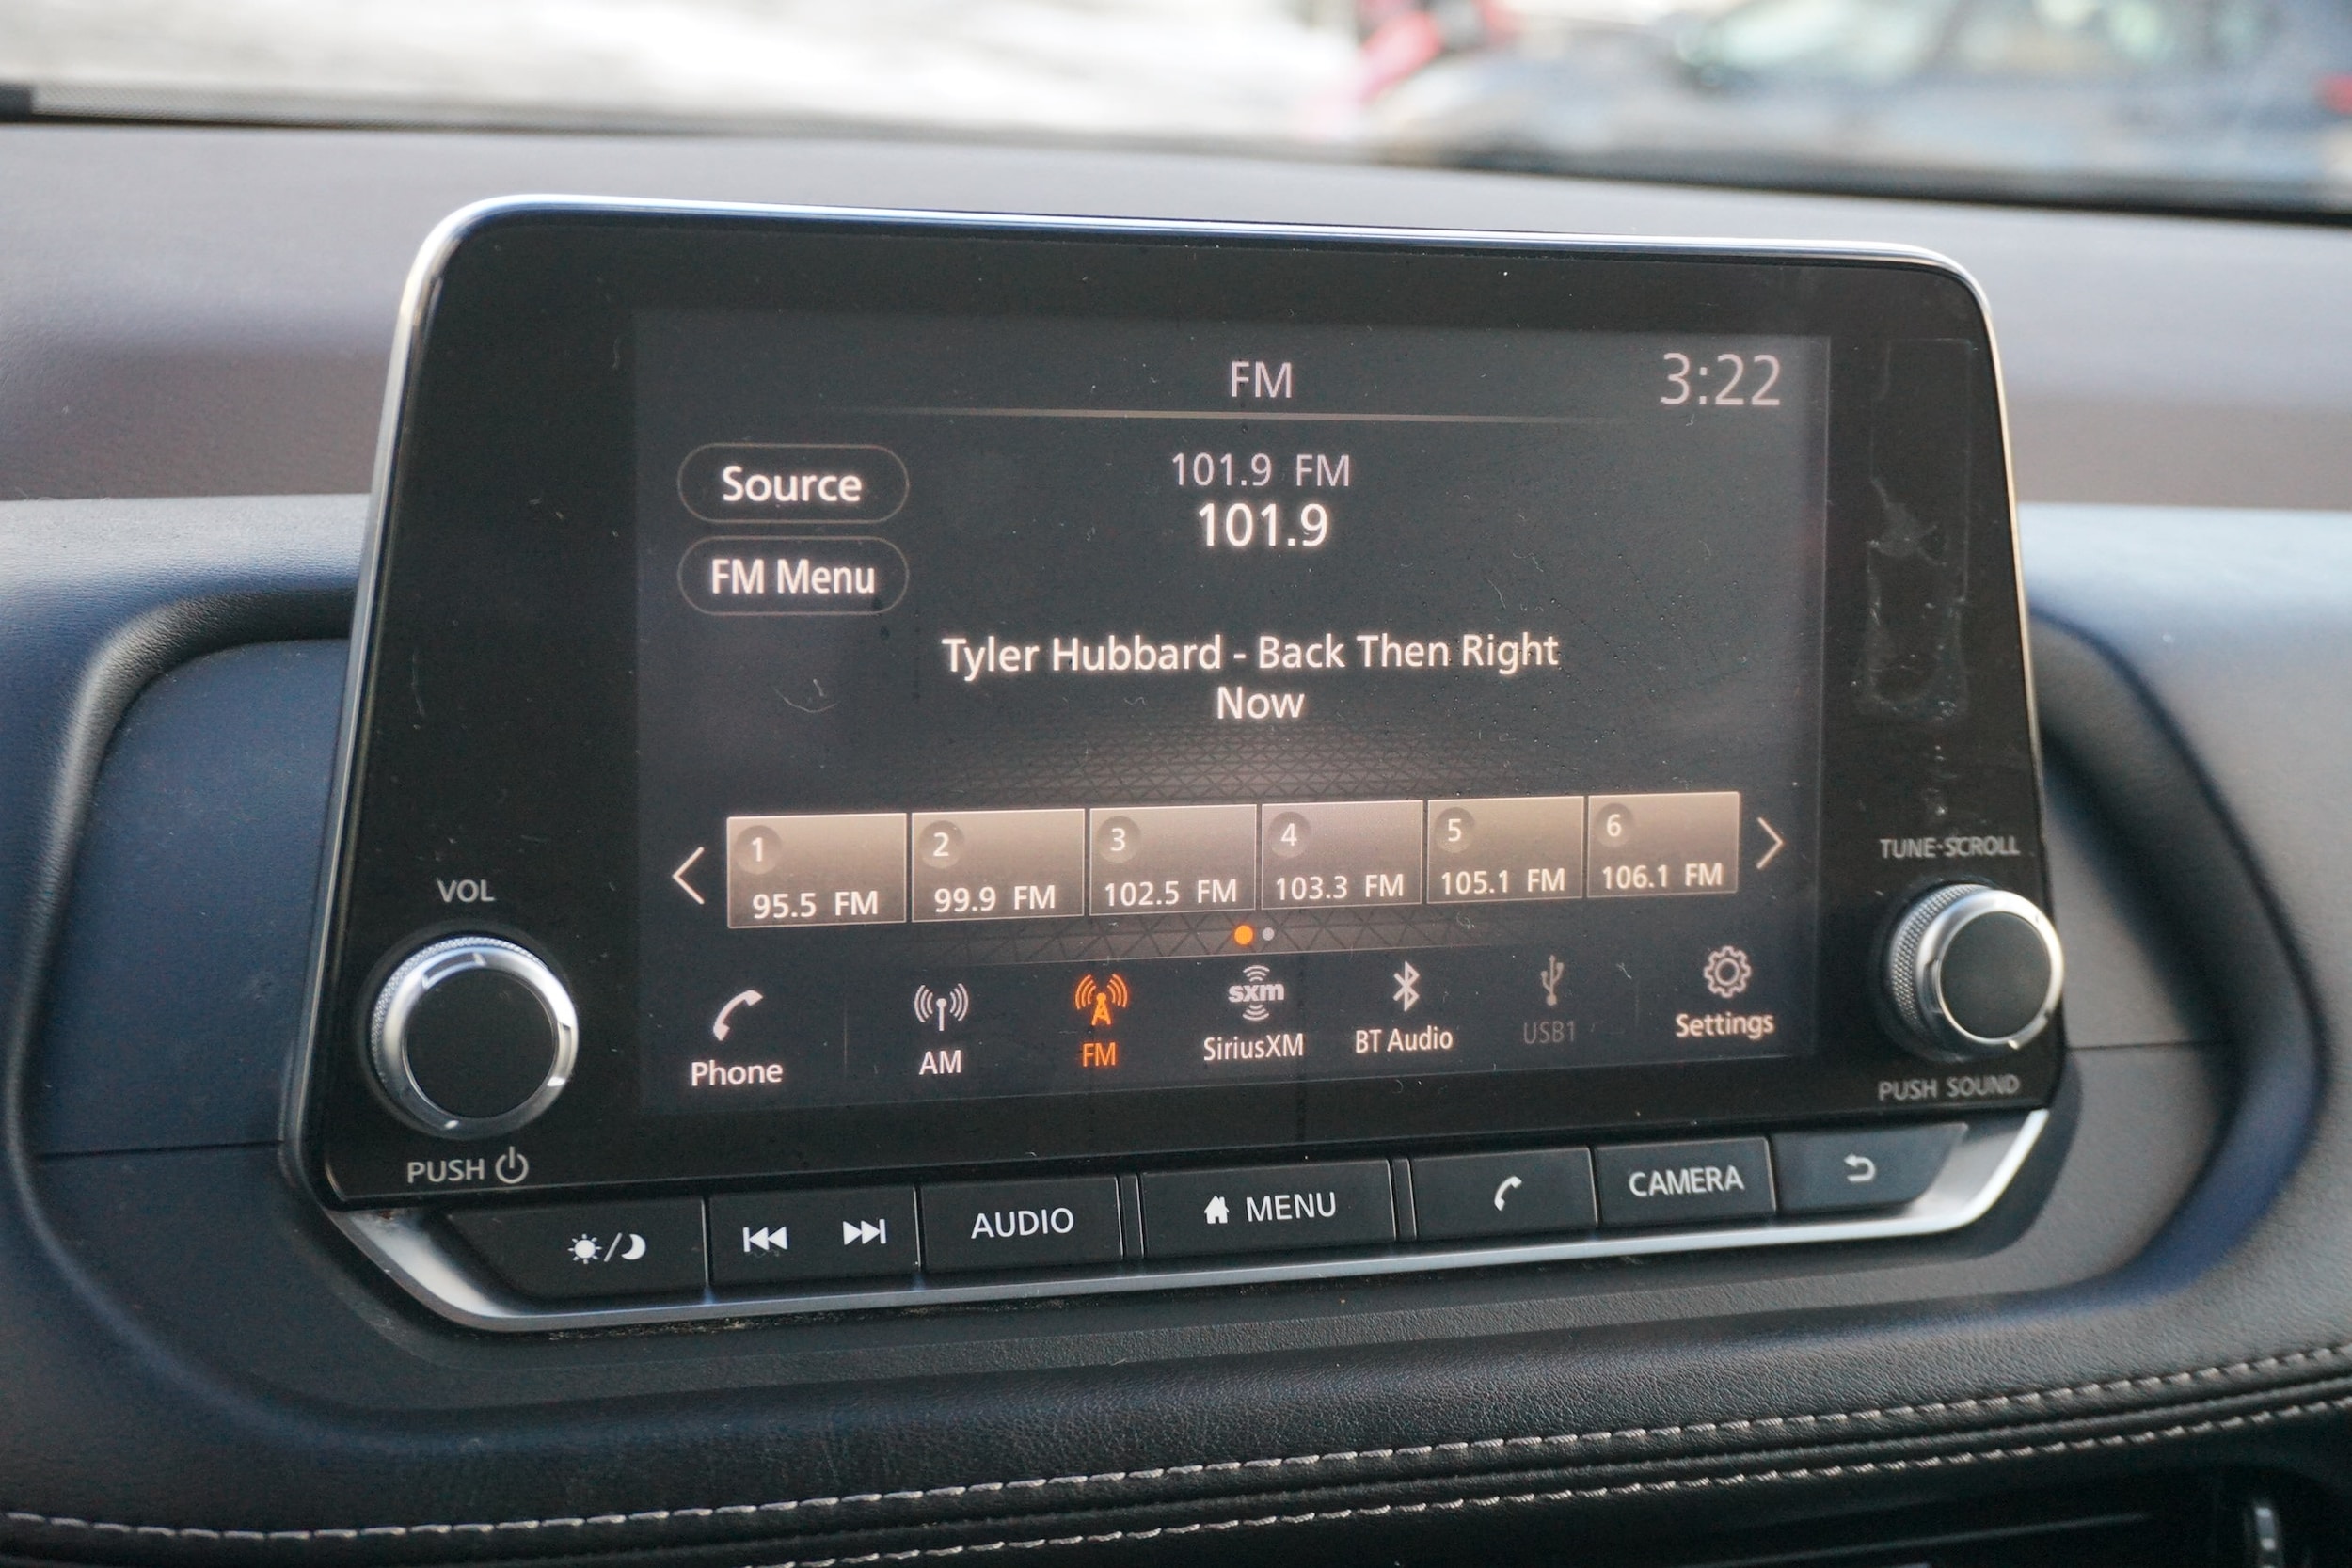 FM
3:22
Source
101.9 FM
101.9
FM Menu
Tyler Hubbard - Back Then Right
Now
1
95.5 FM
2
99.9 FM
3
102.5 FM
4
103.3 FM
5
105.1 FM
6
106.1 FM
VOL
TUNE·SCROLL
Phone
AM
FM
sxm
SiriusXM
BT Audio
USB1
Settings
PUSH
PUSH SOUND
AUDIO
MENU
CAMERA